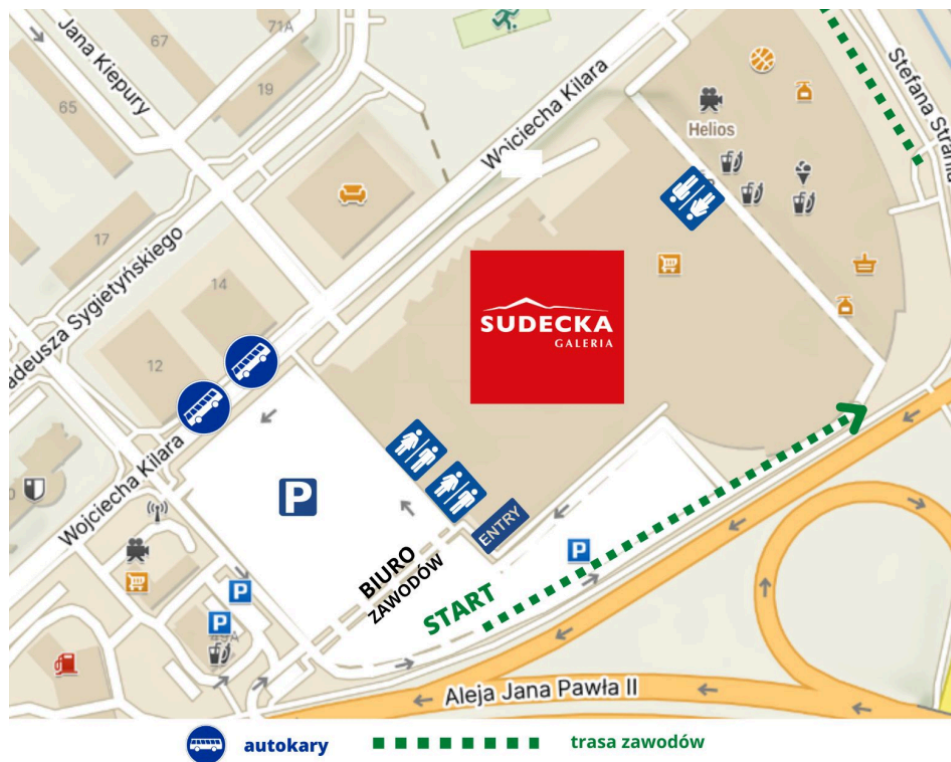 Jana Kiepury
67
71A
65
19
Wojciecha Kilara
Stefana Strami
Helios
17
Tadeusza Sygietyńskiego
14
12
SUDECKA
GALERIA
Wojciecha Kilara
P
ENTRY
BIURO
ZAWODÓW
P
START
P
P
Aleja Jana Pawła II
autokary
trasa zawodów